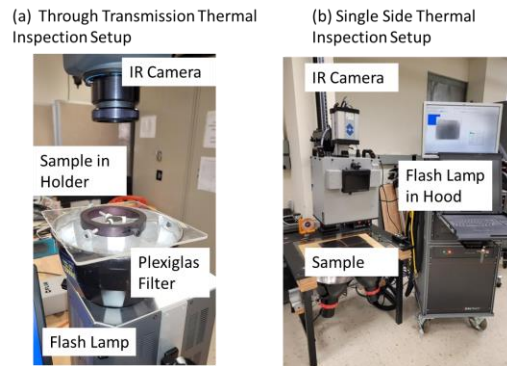 (a) Through Transmission Thermal
Inspection Setup
IR Camera
Sample in
Holder
Plexiglas
Filter
Flash Lamp
(b) Single Side Thermal
Inspection Setup
IR Camera
Flash Lamp
in Hood
Sample